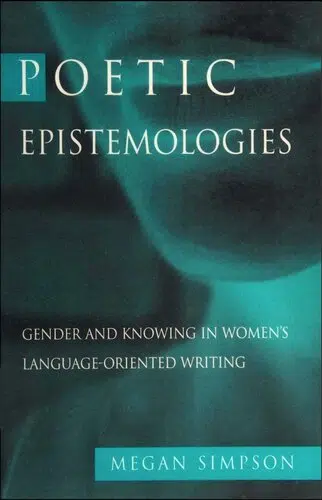 POETIC
EPISTEMOLOGIES
GENDER AND KNOWING IN WOMEN'S
LANGUAGE-ORIENTED WRITING
MEGAN SIMPSON